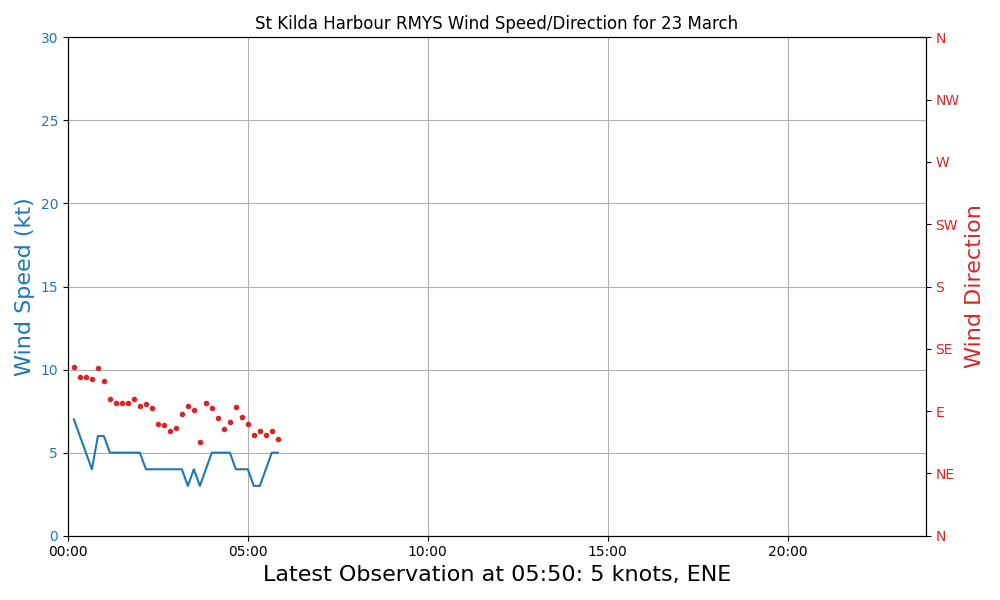 St Kilda Harbour RMYS Wind Speed/Direction for 23 March
30
25
20
15
10
5
0
Wind Speed (kt)
N
NW
W
SW
S
SE
E
NE
N
Wind Direction
00:00 05:00 10:00 15:00 20:00
Latest Observation at 05:50: 5 knots, ENE